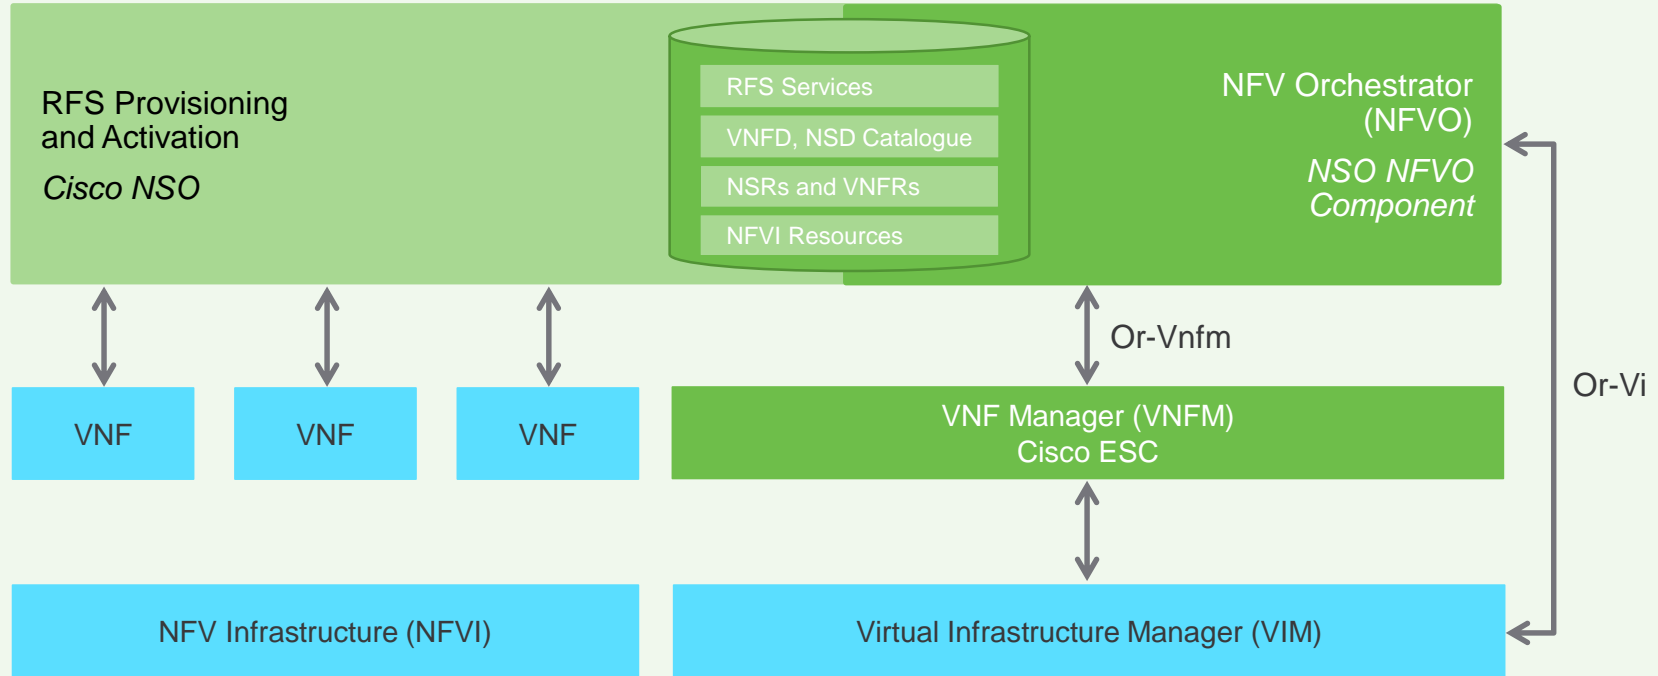 RFS Provisioning
and Activation
Cisco NSO
RFS Services
VNFD, NSD Catalogue
NSRs and VNFRs
NFVI Resources
NFV Orchestrator
(NFVO)
NSO NFVO
Component
Or-Vnfm
Or-Vi
VNF
VNF
VNF
VNF Manager (VNFM)
Cisco ESC
NFV Infrastructure (NFVI)
Virtual Infrastructure Manager (VIM)